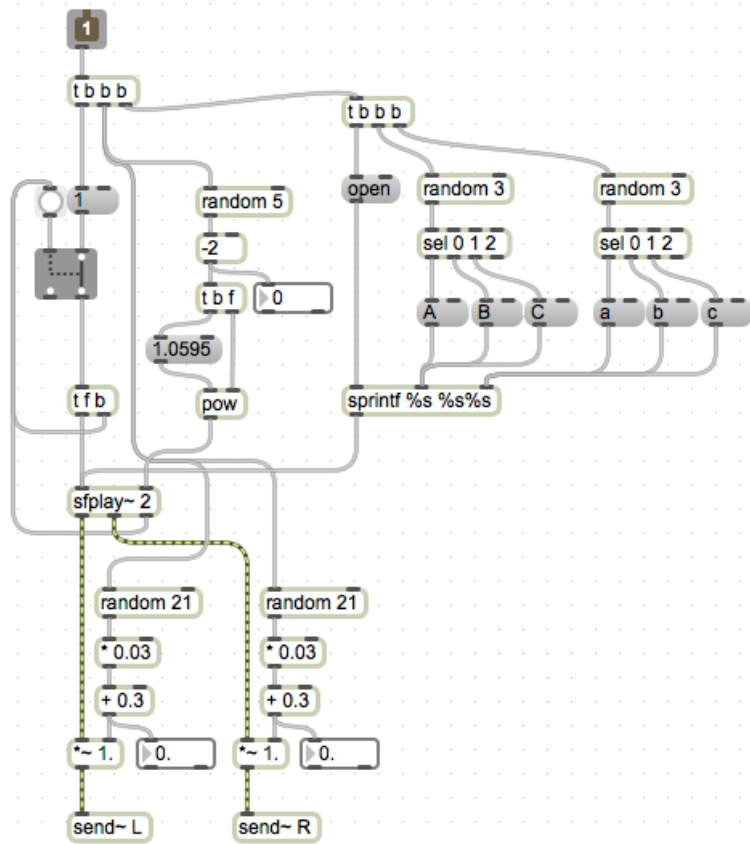 1
t b b b
t b b b
1
random 5
open
random 3
random 3
-2
sel 0 1 2
sel 0 1 2
t b f
0
A
B
C
a
b
c
1.0595
t f b
pow
sprintf %s %s%s
sfplay~ 2
random 21
random 21
* 0.03
* 0.03
+ 0.3
+ 0.3
*~ 1.
0.
*~ 1.
0.
send~ L
send~ R